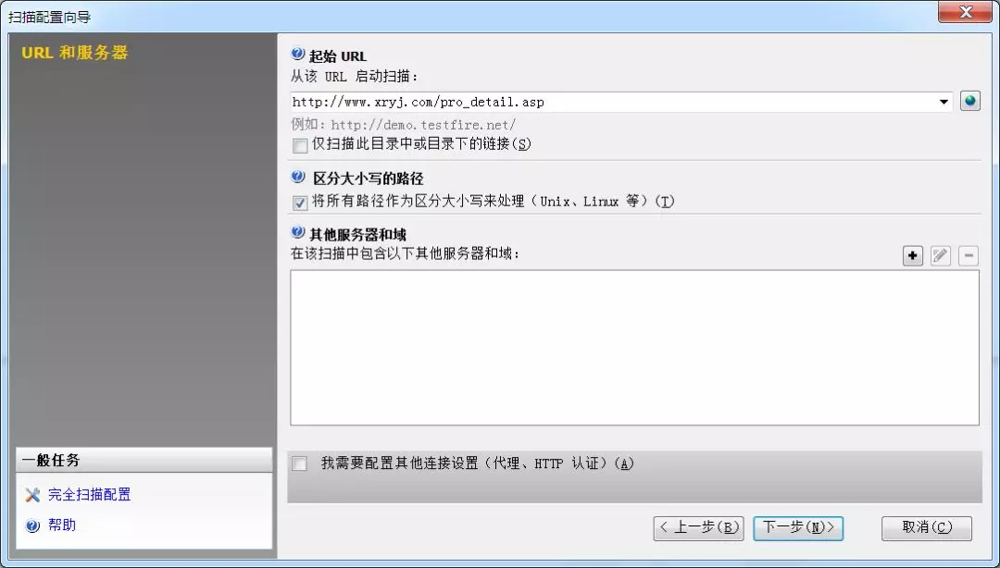 扫描配置向导
URL 和服务器
起始 URL
从该 URL 启动扫描：
http://www.xryj.com/pro_detail.asp
例如：http://demo.testfire.net/
仅扫描此目录中或目录下的链接(S)
区分大小写的路径
将所有路径作为区分大小写来处理（Unix、Linux 等）(T)
其他服务器和域
在该扫描中包含以下其他服务器和域：
一般任务
完全扫描配置
帮助
我需要配置其他连接设置（代理、HTTP 认证）(A)
< 上一步(B)
下一步(N)>
取消(C)